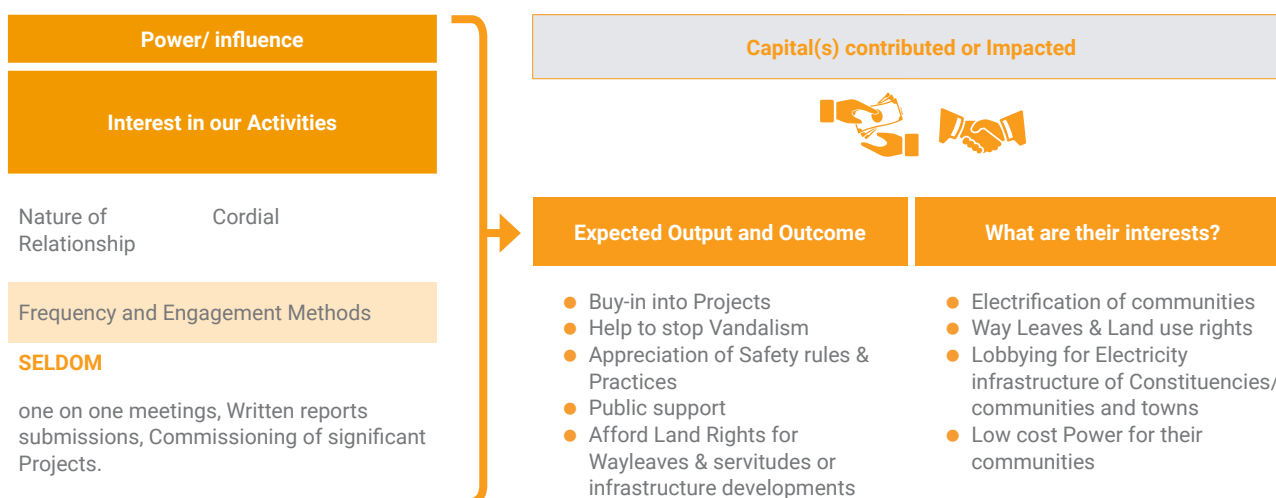 Power/ influence
Interest in our Activities
Nature of
Relationship
Cordial
Frequency and Engagement Methods
SELDOM
one on one meetings, Written reports
submissions, Commissioning of significant
Projects.
Capital(s) contributed or Impacted
Expected Output and Outcome
● Buy-in into Projects
● Help to stop Vandalism
● Appreciation of Safety rules &
Practices
● Public support
● Afford Land Rights for
Wayleaves & servitudes or
infrastructure developments
What are their interests?
● Electrification of communities
● Way Leaves & Land use rights
● Lobbying for Electricity
infrastructure of Constituencies/
communities and towns
● Low cost Power for their
communities